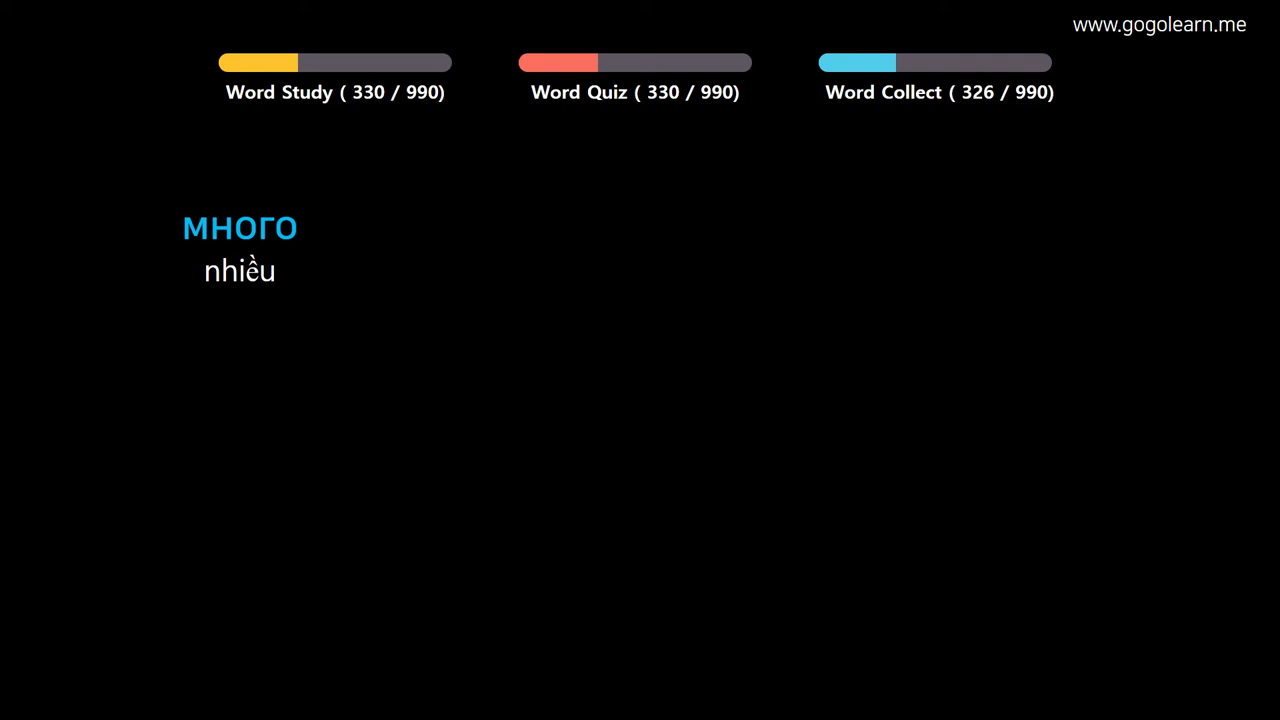 www.gogolearn.me
Word Study ( 330 / 990)
Word Quiz ( 330 / 990)
Word Collect ( 326 / 990)
много
nhiều